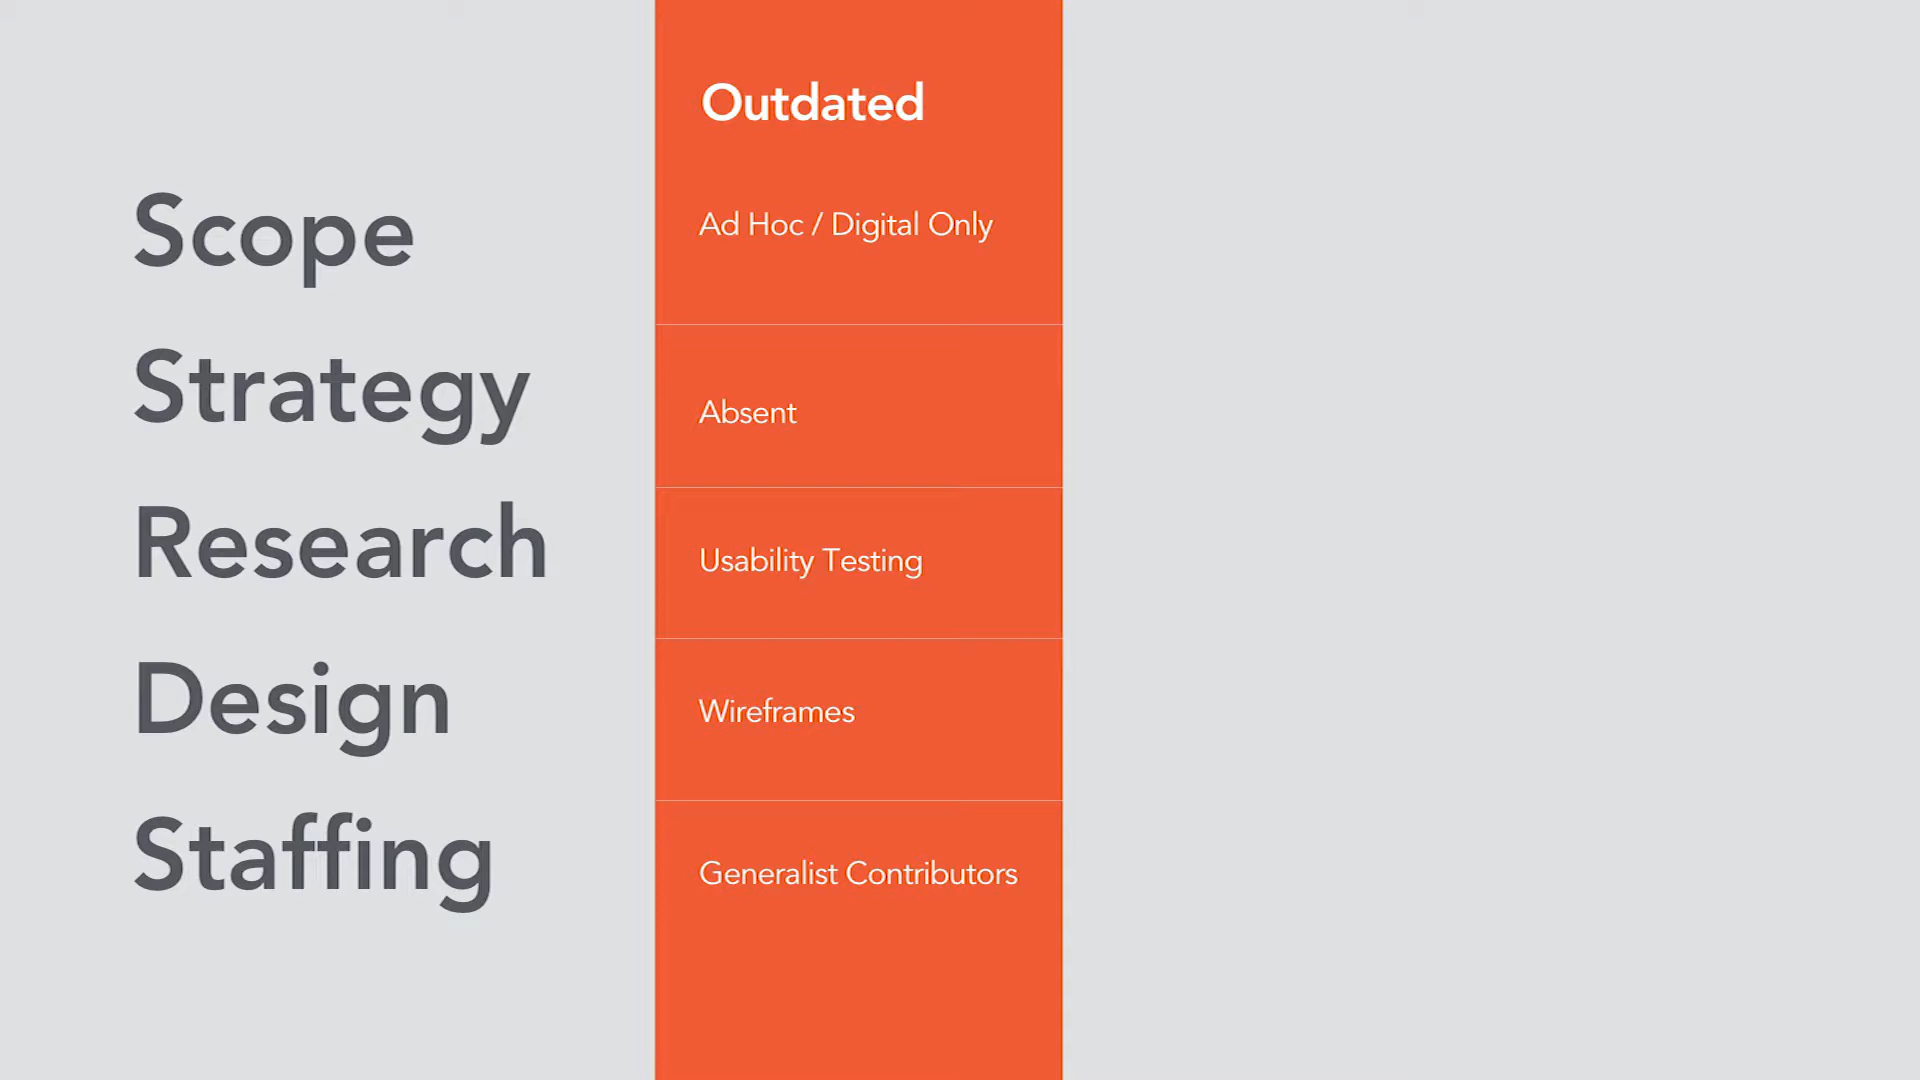 Outdated
Scope
Ad Hoc / Digital Only
Strategy
Absent
Research
Usability Testing
Design
Wireframes
Staffing
Generalist Contributors